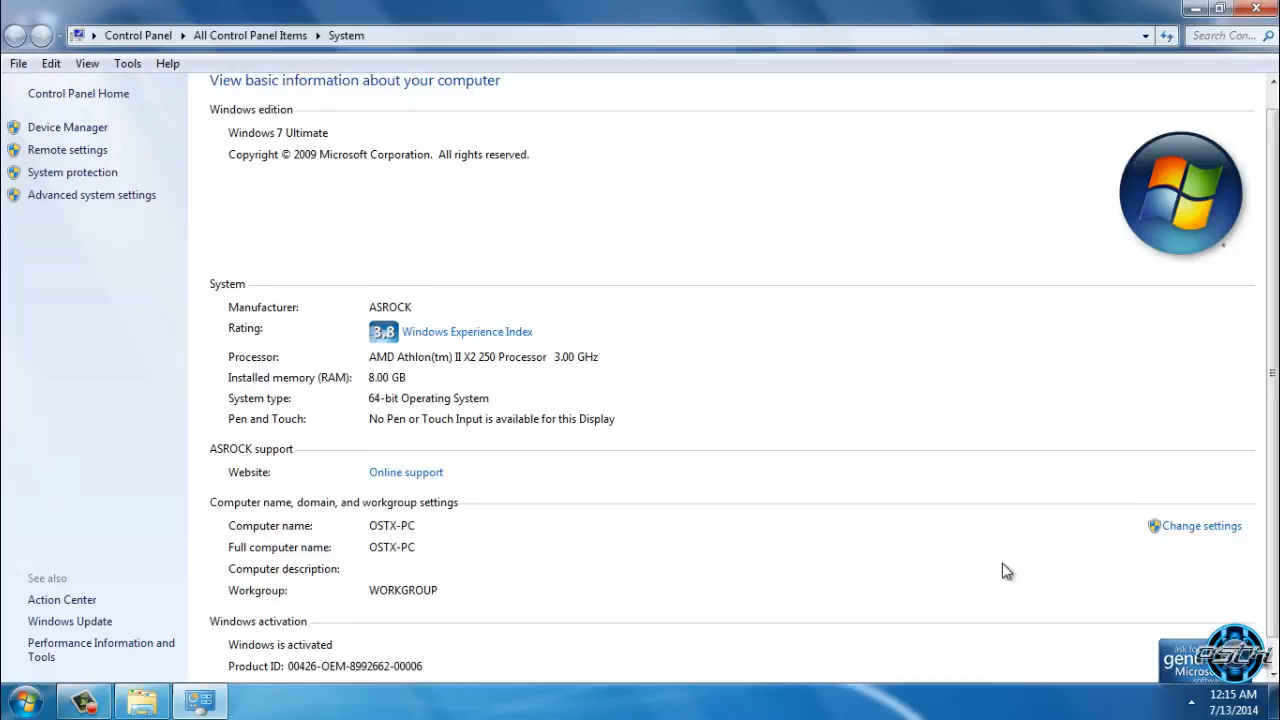 Control Panel
All Control Panel Items
System
Search Con...
File Edit View Tools Help
Control Panel Home
Device Manager
Remote settings
System protection
Advanced system settings
See also
Action Center
Windows Update
Performance Information and
Tools
View basic information about your computer
Windows edition
Windows 7 Ultimate
Copyright © 2009 Microsoft Corporation. All rights reserved.
System
Manufacturer: ASROCK
Rating: 3,8 Windows Experience Index
Processor: AMD Athlon(tm) II X2 250 Processor 3.00 GHz
Installed memory (RAM): 8.00 GB
System type: 64-bit Operating System
Pen and Touch: No Pen or Touch Input is available for this Display
ASROCK support
Website: Online support
Computer name, domain, and workgroup settings
Computer name: OSTX-PC
Change settings
Full computer name: OSTX-PC
Computer description:
Workgroup: WORKGROUP
Windows activation
Windows is activated
Product ID: 00426-OEM-8992662-00006
ask for
12:15 AM
7/13/2014